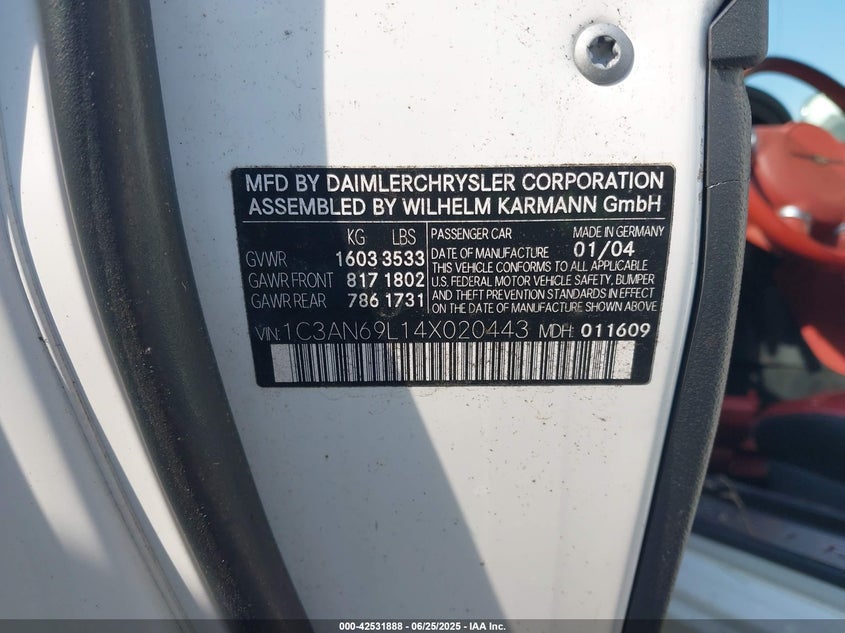 MFD BY DAIMLERCHRYSLER CORPORATION
ASSEMBLED BY WILHELM KARMANN GmbH
KG LBS
GVWR 1603 3533
GAWR FRONT 817 1802
GAWR REAR 786 1731
PASSENGER CAR MADE IN GERMANY
DATE OF MANUFACTURE 01/04
THIS VEHICLE CONFORMS TO ALL APPLICABLE
U.S. FEDERAL MOTOR VEHICLE SAFETY, BUMPER
AND THEFT PREVENTION STANDARDS IN EFFECT
ON THE DATE OF MANUFACTURE SHOWN ABOVE
VIN: 1C3AN69L14X020443 MDH: 011609
000-42531888 / 06/25/2025 - IAA Inc.